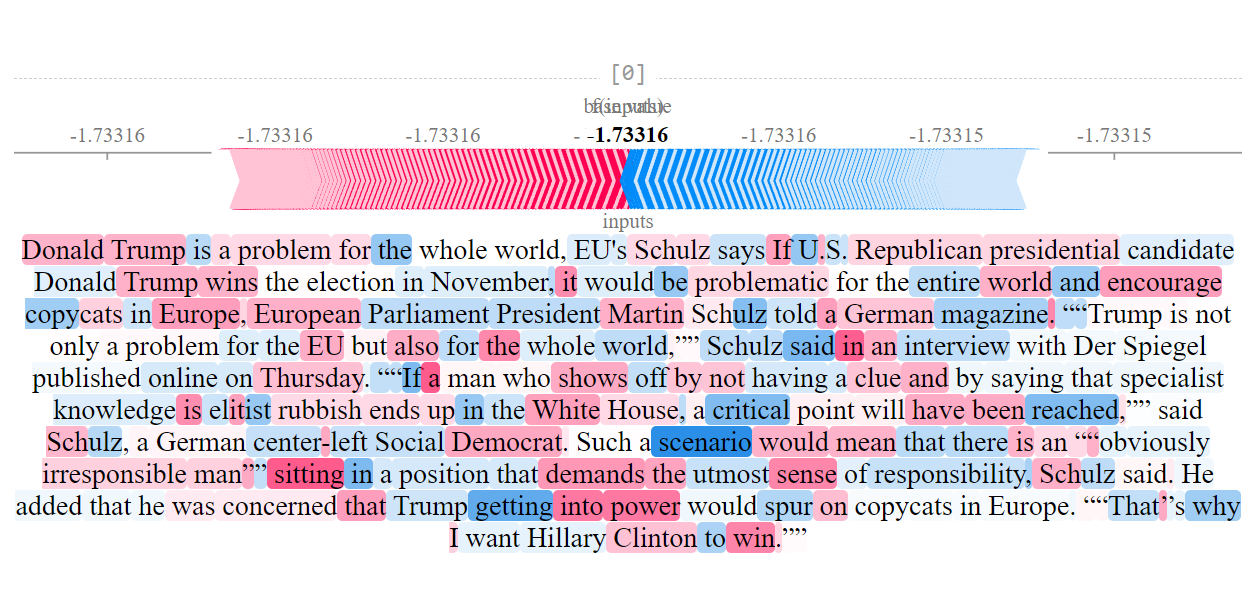 [0]
-1.73316 -1.73316 -1.73316 - -1.73316 -1.73316 -1.73315 -1.73315
inputs
Donald Trump is a problem for the whole world, EU's Schulz says If U.S. Republican presidential candidate
Donald Trump wins the election in November, it would be problematic for the entire world and encourage
copycats in Europe, European Parliament President Martin Schulz told a German magazine. ““Trump is not
only a problem for the EU but also for the whole world,”” Schulz said in an interview with Der Spiegel
published online on Thursday. ““If a man who shows off by not having a clue and by saying that specialist
knowledge is elitist rubbish ends up in the White House, a critical point will have been reached,”” said
Schulz, a German center-left Social Democrat. Such a scenario would mean that there is an ““obviously
irresponsible man”” sitting in a position that demands the utmost sense of responsibility, Schulz said. He
added that he was concerned that Trump getting into power would spur on copycats in Europe. ““That’’s why
I want Hillary Clinton to win.””